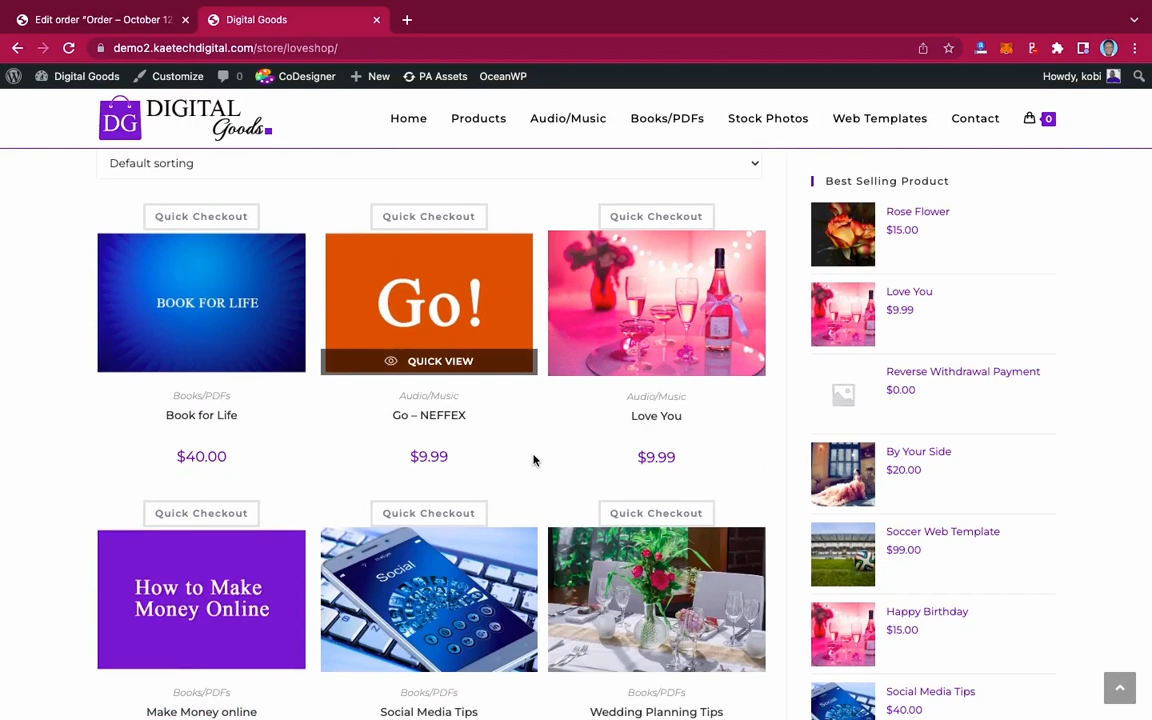 Edit order "Order – October 12
Digital Goods
demo2.kaetechdigital.com/store/loveshop/
Digital Goods
Customize
0
CoDesigner
New
AP Assets
OceanWP
Howdy, kobi
DG DIGITAL
Goods
Home
Products
Audio/Music
Books/PDFs
Stock Photos
Web Templates
Contact
0
Default sorting
Quick Checkout
Quick Checkout
Quick Checkout
BOOK FOR LIFE
Go!
QUICK VIEW
Books/PDFs
Audio/Music
Audio/Music
Book for Life
Go – NEFFEX
Love You
$40.00
$9.99
$9.99
Quick Checkout
Quick Checkout
Quick Checkout
How to Make
Money Online
Social
Books/PDFs
Books/PDFs
Books/PDFs
Make Money online
Social Media Tips
Wedding Planning Tips
Best Selling Product
Rose Flower
$15.00
Love You
$9.99
Reverse Withdrawal Payment
$0.00
By Your Side
$20.00
Soccer Web Template
$99.00
Happy Birthday
$15.00
Social Media Tips
$40.00